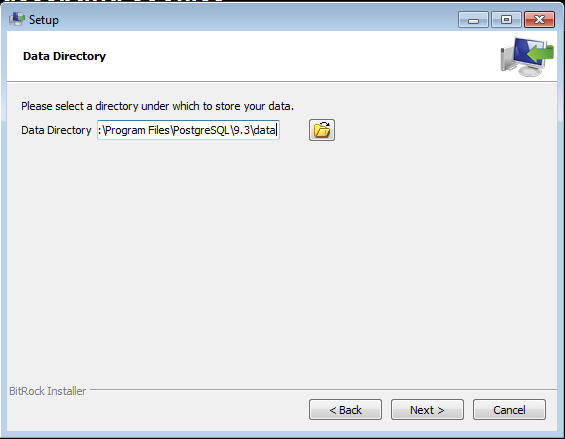 Setup
Data Directory
Please select a directory under which to store your data.
Data Directory :\Program Files\PostgreSQL\9.3\data
BitRock Installer
< Back Next > Cancel